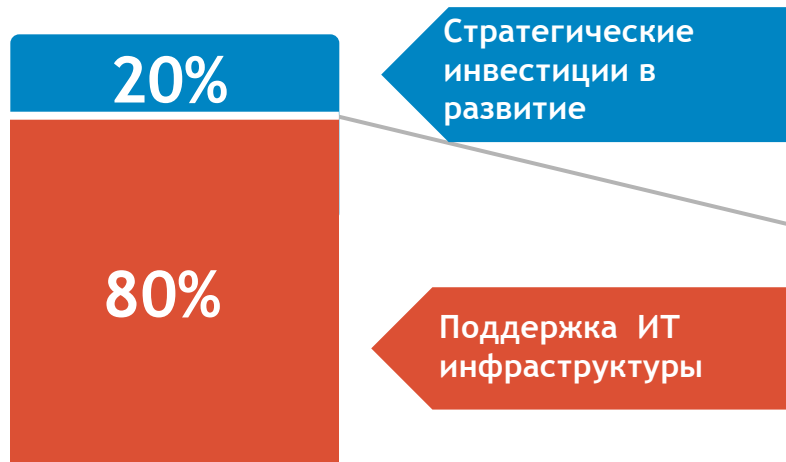 20%
Стратегические
инвестиции в
развитие
80%
Поддержка ИТ
инфраструктуры